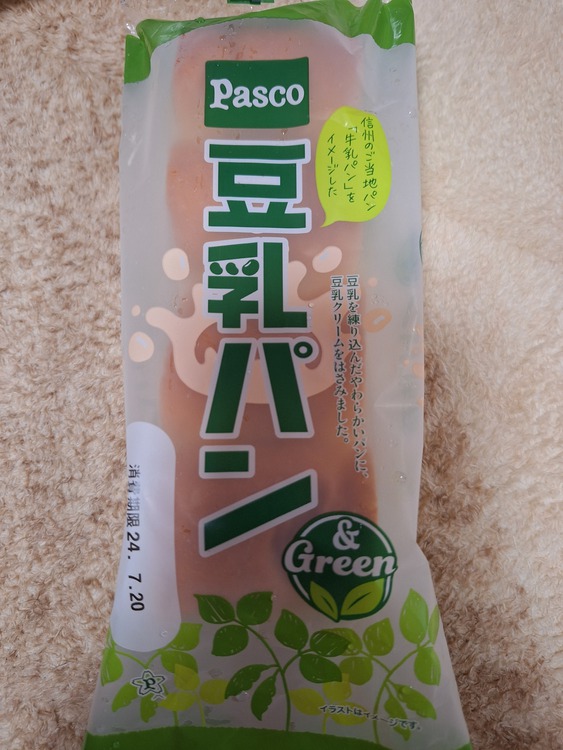 Pasco
信州のご当地パン
「牛乳パン」を
イメージした
豆乳パン
豆乳を練り込んだやわらかいパンに、
豆乳クリームをはさみました。
&
Green
消費期限 24. 7.20
P
イラストはイメージです。